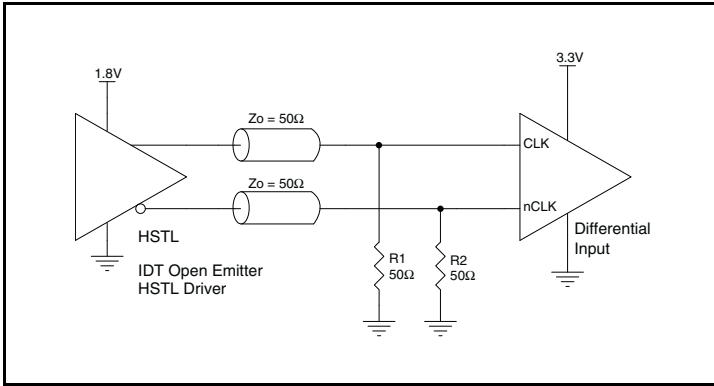 1.8V
3.3V
Zo = 50Ω
CLK
Zo = 50Ω
nCLK
HSTL
Differential
Input
IDT Open Emitter
HSTL Driver
R1
50Ω
R2
50Ω